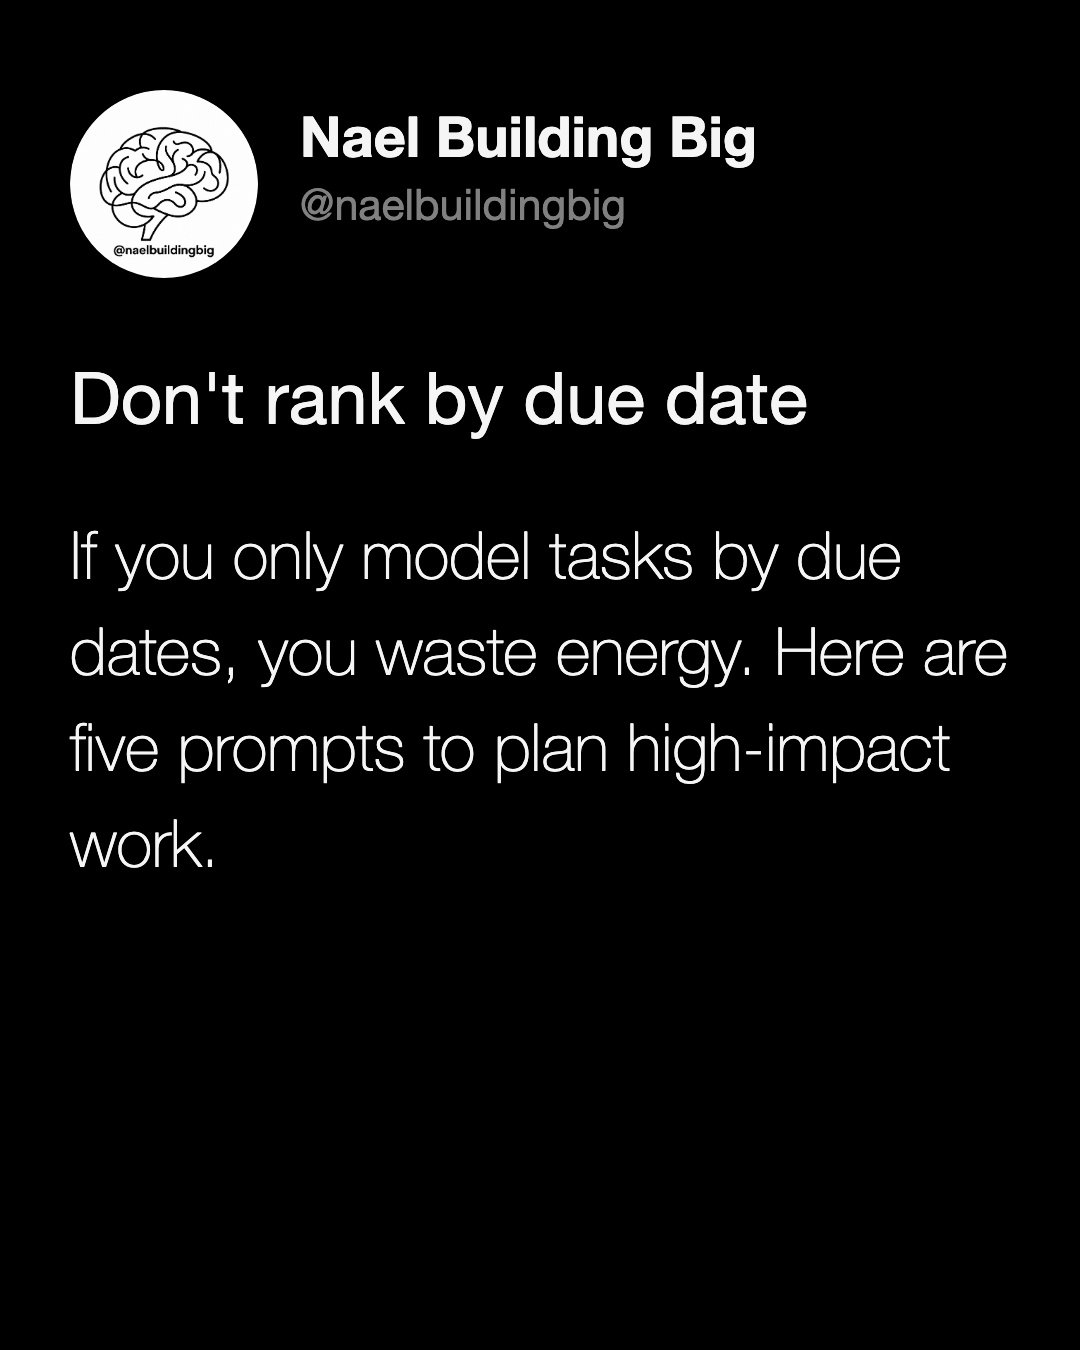 Nael Building Big
@naelbuildingbig
@naelbuildingbig
Don't rank by due date
If you only model tasks by due
dates, you waste energy. Here are
five prompts to plan high-impact
work.